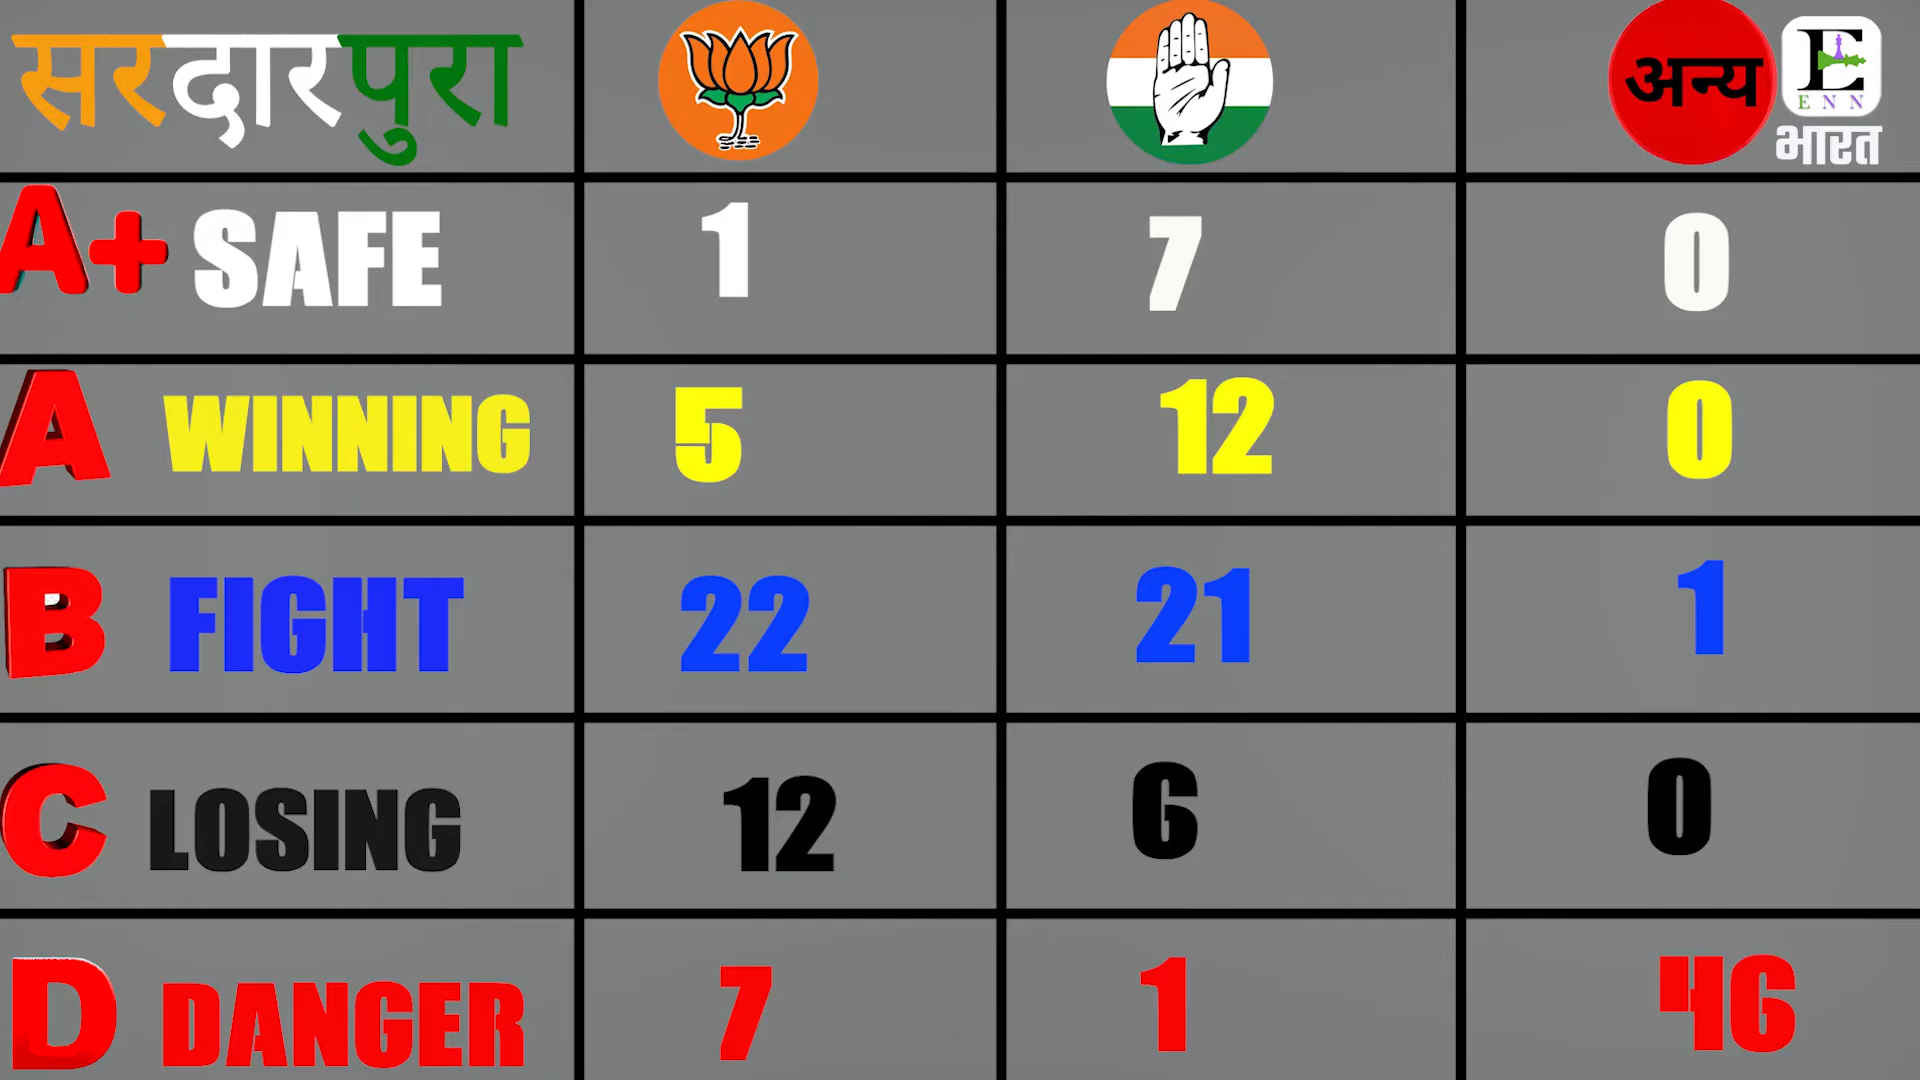 सरदारपुरा अन्य E
ENN
भारत
A+ SAFE 1 7 0
A WINNING 5 12 0
B FIGHT 22 21 1
C LOSING 12 6 0
D DANGER 7 1 46